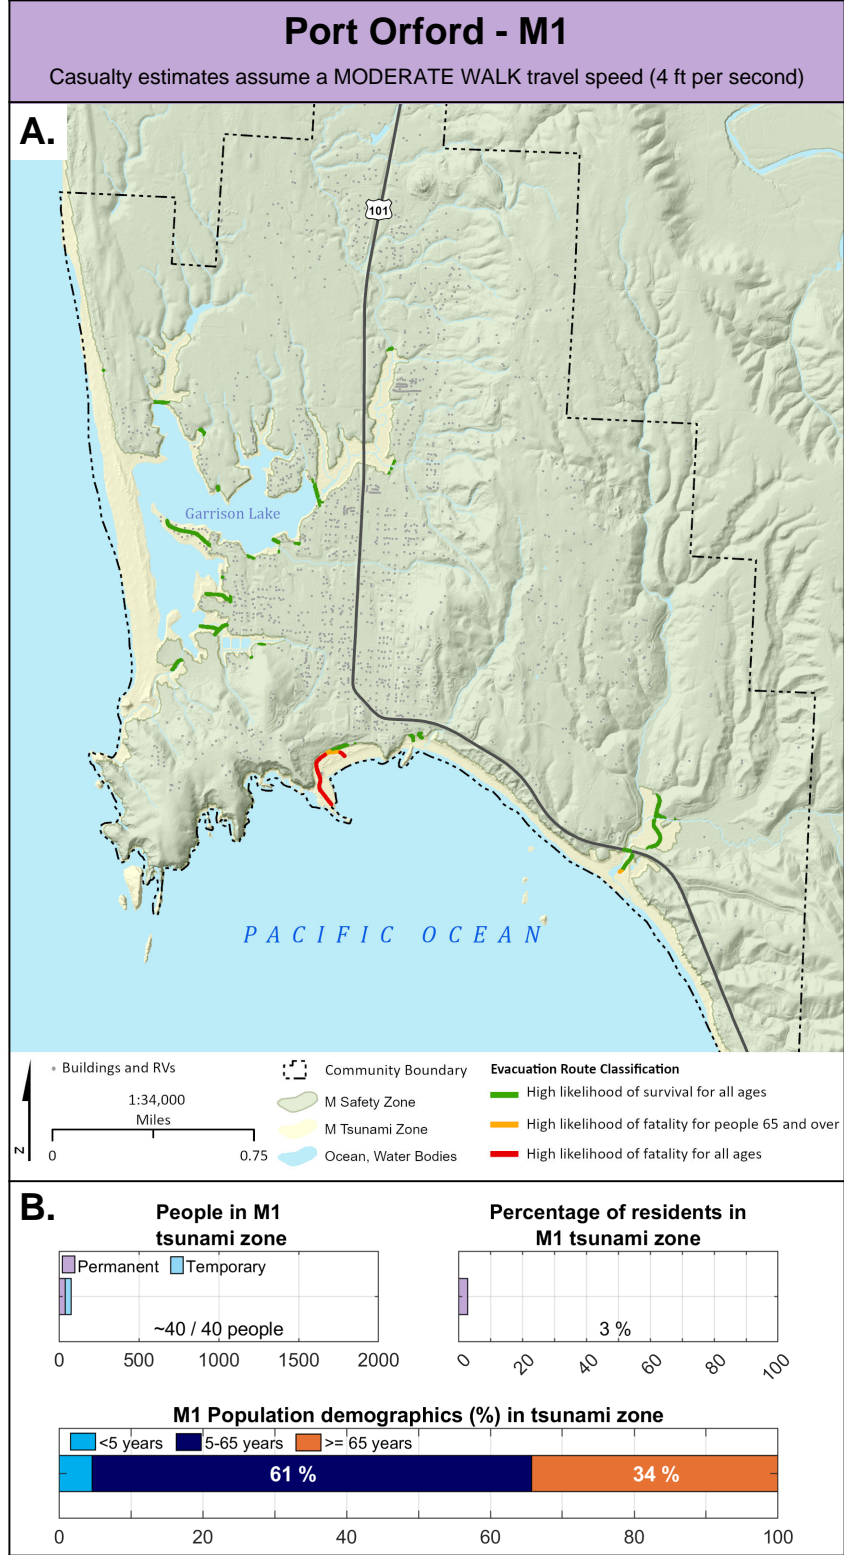 Port Orford - M1
Casualty estimates assume a MODERATE WALK travel speed (4 ft per second)
A.
101
Garrison Lake
PACIFIC OCEAN
Buildings and RVs
1:34,000
Miles
0 0.75
N
Community Boundary
M Safety Zone
M Tsunami Zone
Ocean, Water Bodies
Evacuation Route Classification
High likelihood of survival for all ages
High likelihood of fatality for people 65 and over
High likelihood of fatality for all ages
B.
People in M1
tsunami zone
Permanent Temporary
~40 / 40 people
0 500 1000 1500 2000
Percentage of residents in
M1 tsunami zone
3 %
0 20 40 60 80 100
M1 Population demographics (%) in tsunami zone
<5 years 5-65 years >= 65 years
61 % 34 %
0 20 40 60 80 100